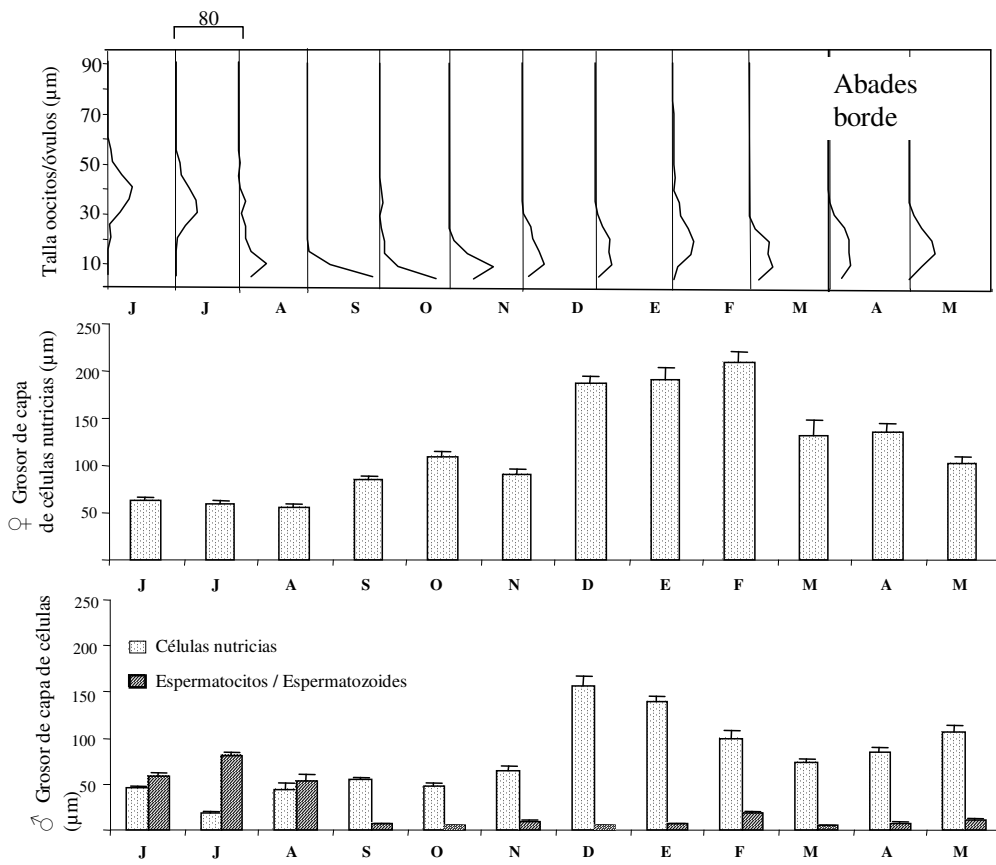 80
Talla oocitos/óvulos (µm)
90
70
50
30
10
Abades
borde
J J A S O N D E F M A M
♀ Grosor de capa
de células nutricias (µm)
250
200
150
100
50
J J A S O N D E F M A M
♂ Grosor de capa de células
(µm)
250
200
150
100
50
0
Células nutricias
Espermatocitos / Espermatozoides
J J A S O N D E F M A M